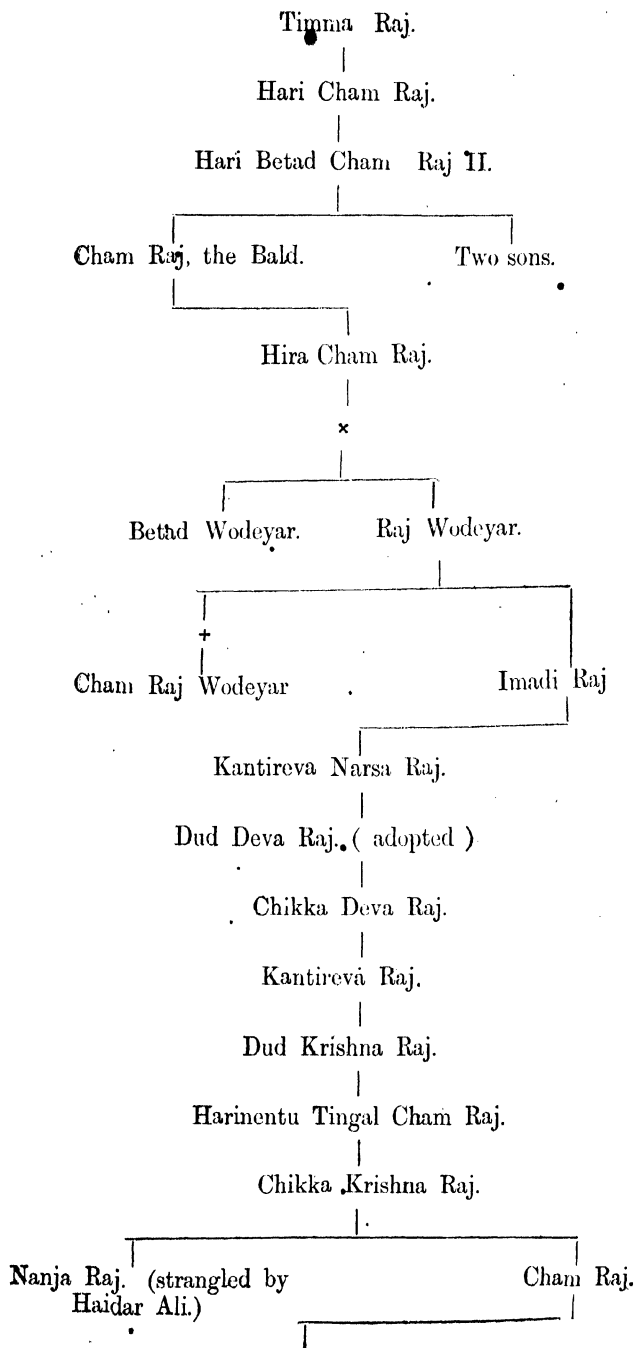 Timma Raj.
Hari Cham Raj.
Hari Betad Cham Raj II.
Cham Raj, the Bald. Two sons.
Hira Cham Raj.
×
Betad Wodeyar. Raj Wodeyar.
+
Cham Raj Wodeyar Imadi Raj
Kantireva Narsa Raj.
Dud Deva Raj. ( adopted )
Chikka Deva Raj.
Kantireva Raj.
Dud Krishna Raj.
Harinentu Tingal Cham Raj.
Chikka Krishna Raj.
Nanja Raj. (strangled by Cham Raj.
Haidar Ali.)